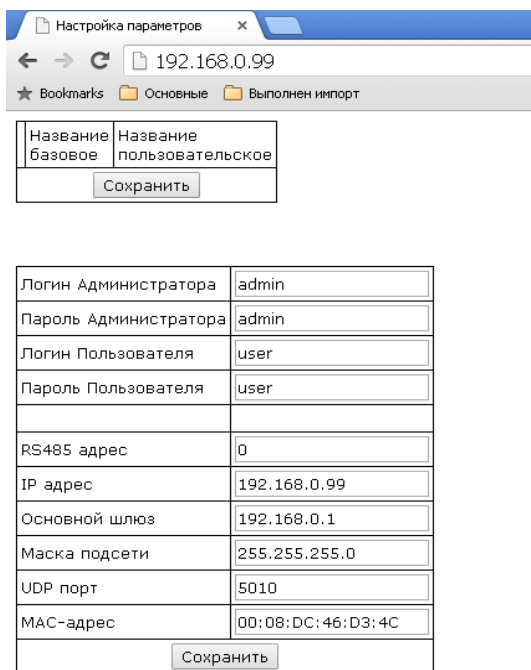 Настройка параметров
192.168.0.99
Bookmarks Основные Выполнен импорт
Название базовое Название пользовательское
Сохранить
Логин Администратора admin
Пароль Администратора admin
Логин Пользователя user
Пароль Пользователя user
RS485 адрес 0
IP адрес 192.168.0.99
Основной шлюз 192.168.0.1
Маска подсети 255.255.255.0
UDP порт 5010
MAC-адрес 00:08:DC:46:D3:4C
Сохранить